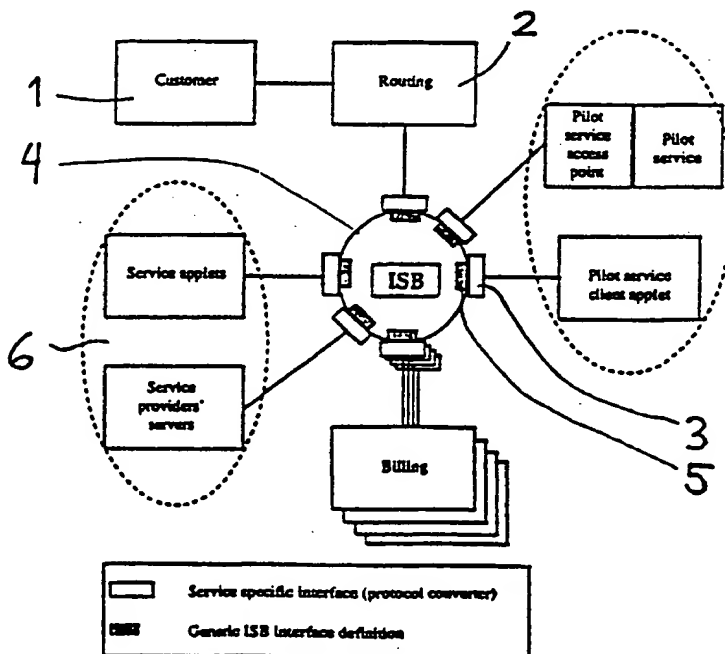 1
Customer
Routing
2
Pilot
service
access
point
Pilot
service
4
Service applets
ISB
Pilot service
client applet
6
Service
providers'
servers
3
5
Billing
Service specific interface (protocol converter)
Generic ISB interface definition